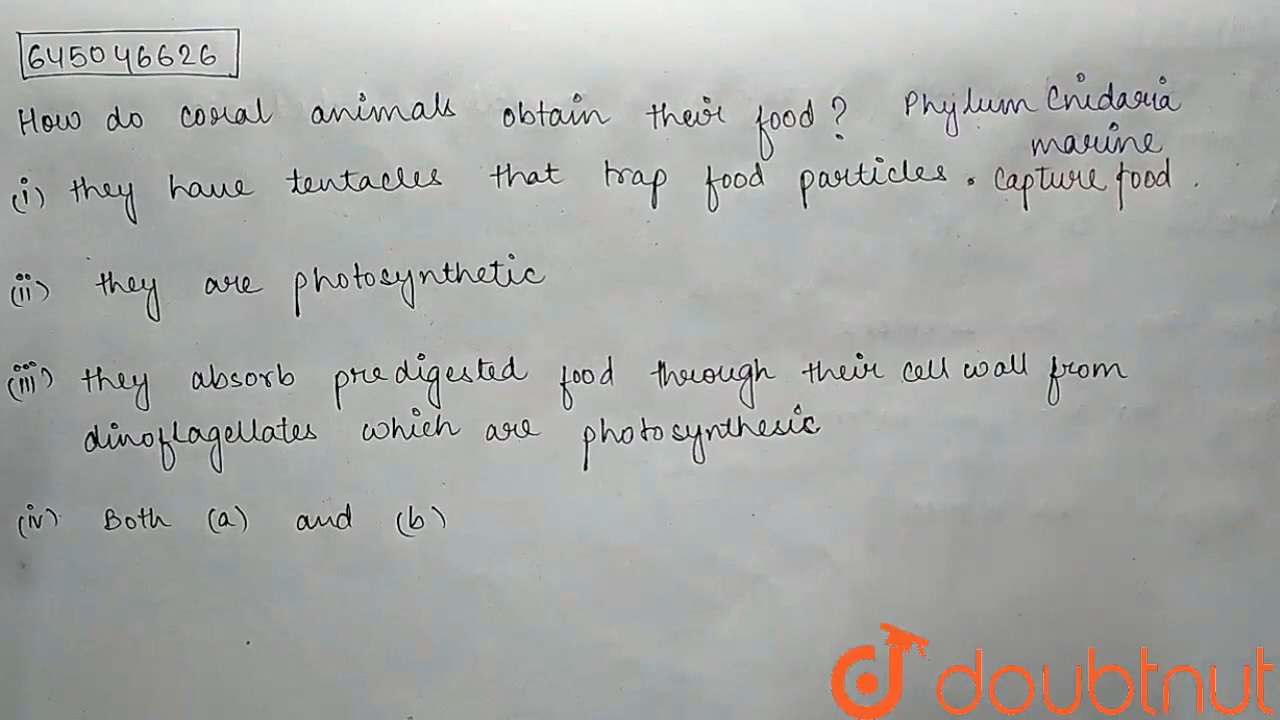 645046626
How do coral animals obtain their food? Phylum Cnidaria
marine
(i) they have tentacles that trap food particles. capture food.
(ii) they are photosynthetic
(iii) they absorb predigested food through their cell wall from
dinoflagellates which are photosynthesic
(iv) Both (a) and (b)
doubtnut